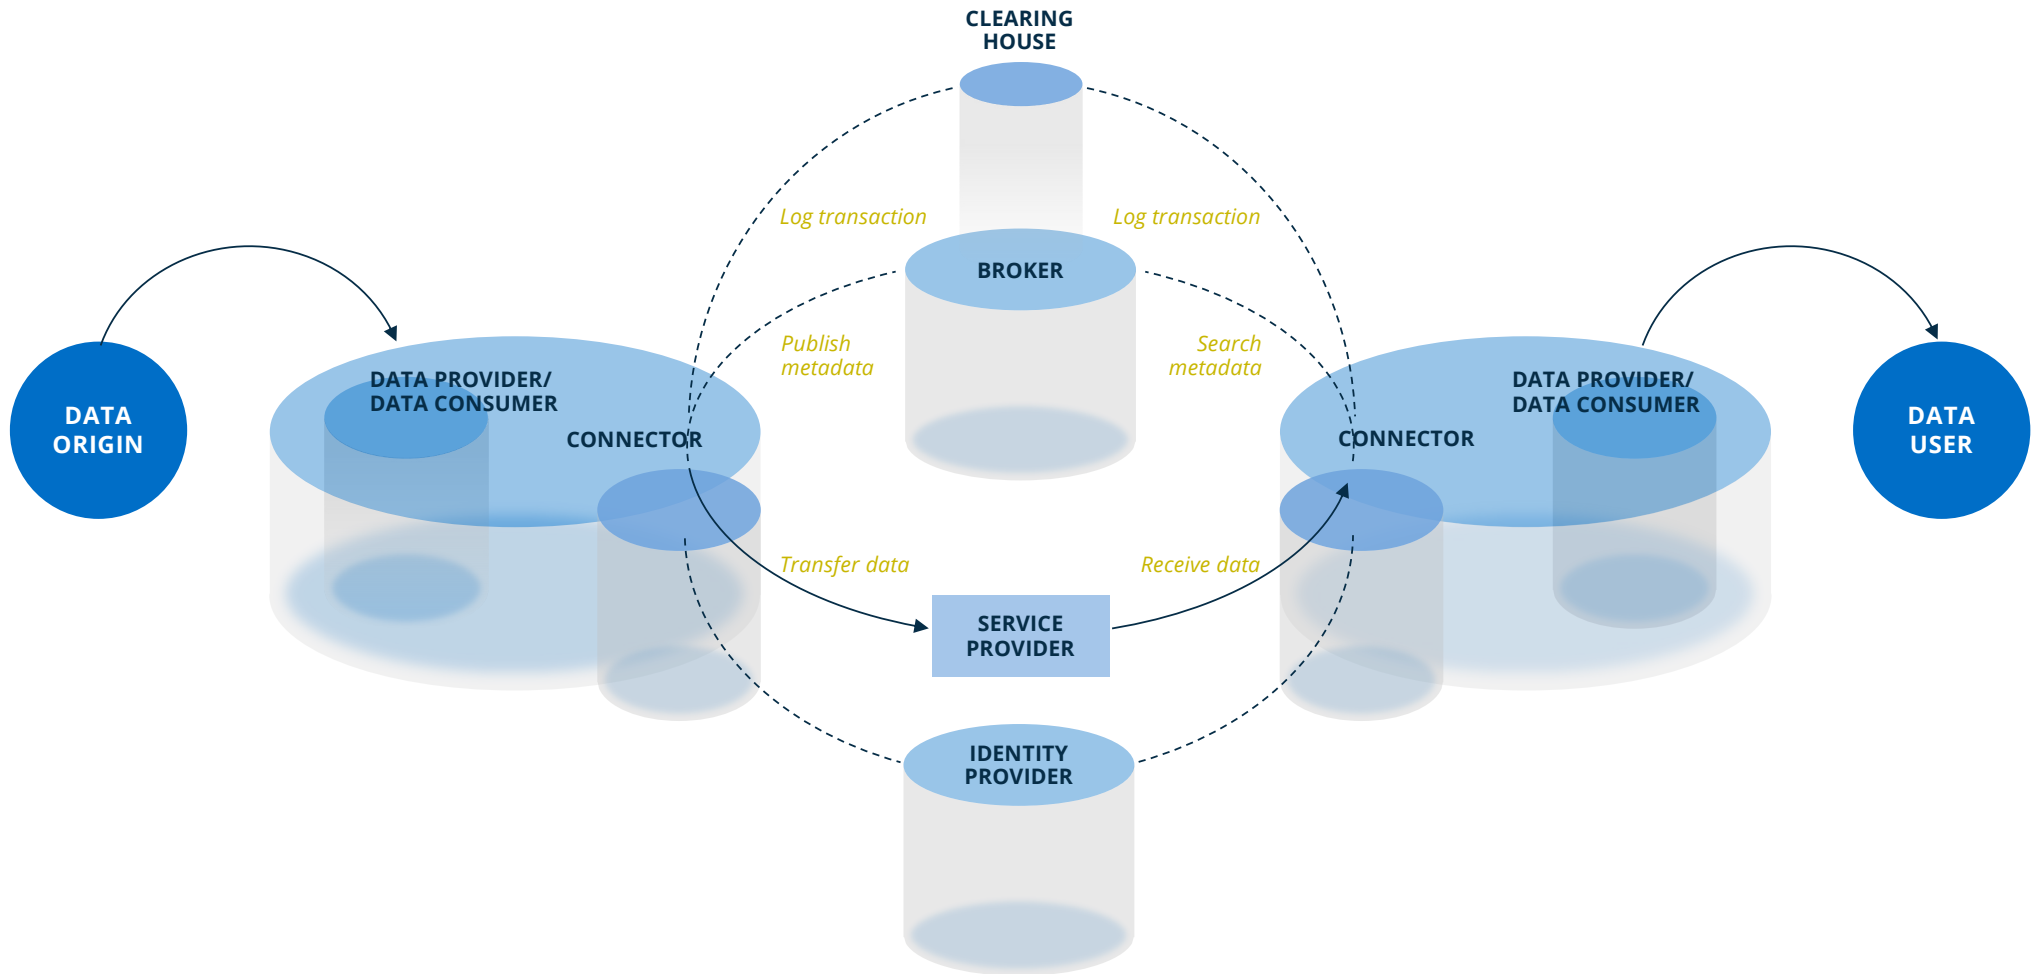 CLEARING
HOUSE
Log transaction
Log transaction
BROKER
Publish
metadata
Search
metadata
DATA PROVIDER/
DATA CONSUMER
CONNECTOR
DATA PROVIDER/
DATA CONSUMER
CONNECTOR
DATA
ORIGIN
DATA
USER
Transfer data
Receive data
SERVICE
PROVIDER
IDENTITY
PROVIDER